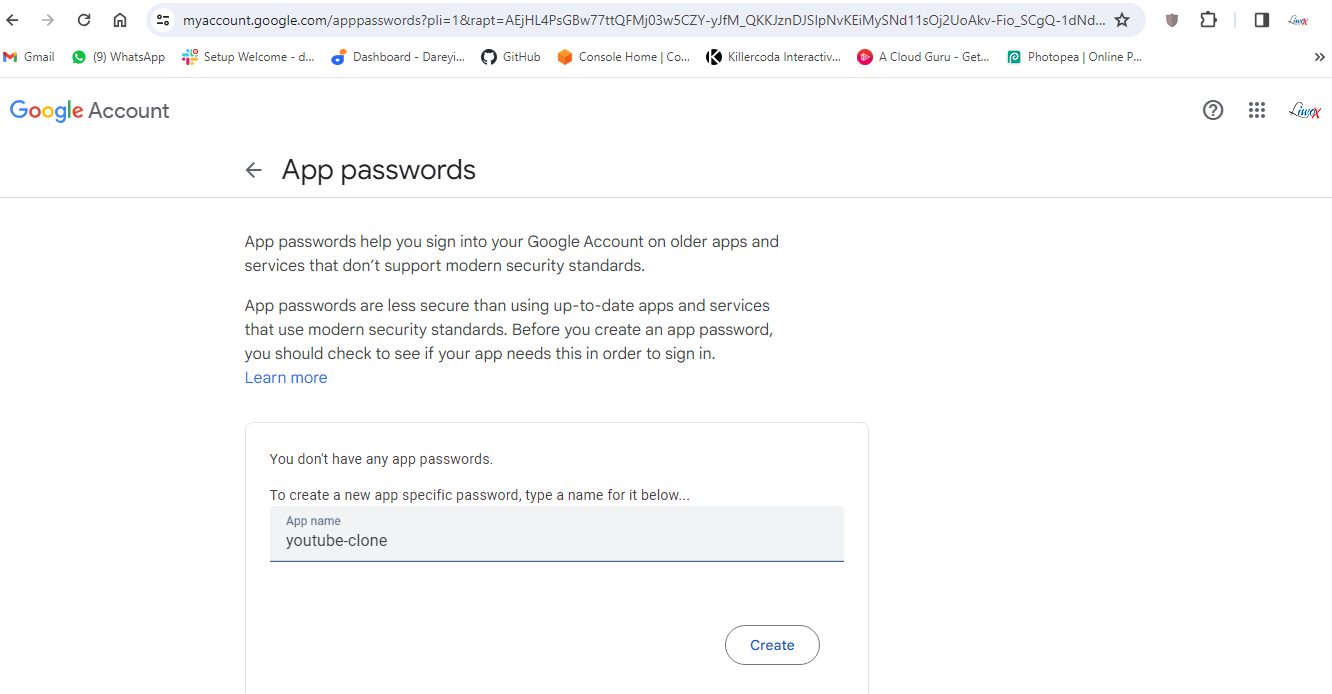 myaccount.google.com/apppasswords?pli=1&rapt=AEjHL4PsGBw77ttQFMj03w5CZY-yJfM_QKKJznDJSIpNvKEiMySNd11sOj2UoAkv-Fio_SCgQ-1dNd...
Liwox
Gmail (9) WhatsApp Setup Welcome - d... Dashboard - Dareyi... GitHub Console Home | Co... Killercoda Interactiv... A Cloud Guru - Get... Photopea | Online P... »
Google Account
Liwox
App passwords
App passwords help you sign into your Google Account on older apps and
services that don’t support modern security standards.
App passwords are less secure than using up-to-date apps and services
that use modern security standards. Before you create an app password,
you should check to see if your app needs this in order to sign in.
Learn more
You don't have any app passwords.
To create a new app specific password, type a name for it below...
App name
youtube-clone
Create